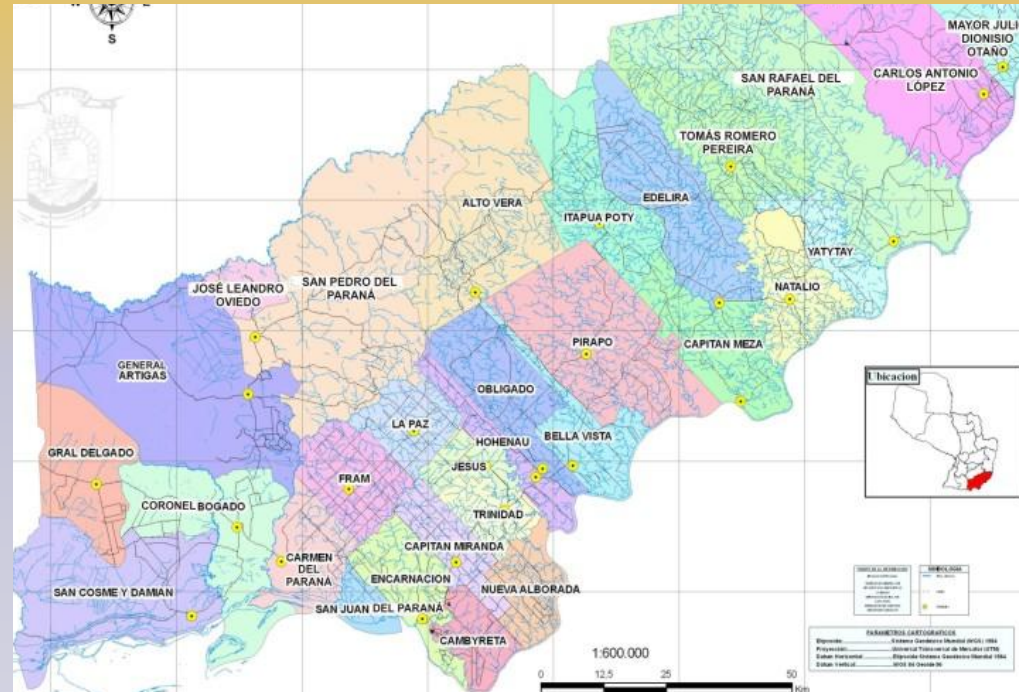 S
MAYOR JULI
DIONISIO
OTAÑO
CARLOS ANTONIO
LÓPEZ
SAN RAFAEL DEL
PARANÁ
TOMÁS ROMERO
PEREIRA
EDELIRA
ALTO VERA
ITAPUA POTY
YATYTAY
NATALIO
SAN PEDRO DEL
PARANÁ
JOSÉ LEANDRO
OVIEDO
PIRAPO
CAPITAN MEZA
GENERAL
ARTIGAS
OBLIGADO
LA PAZ
HOHENAU
BELLA VISTA
GRAL DELGADO
JESUS
FRAM
CORONEL BOGADO
TRINIDAD
CAPITAN MIRANDA
CARMEN
DEL
PARANÁ
ENCARNACION
NUEVA ALBORADA
SAN COSME Y DAMIAN
SAN JUAN DEL PARANÁ
CAMBYRETA
Ubicacion
PARAMETROS CARTOGRAFICOS
1:600.000
0 12,5 25 50
Km